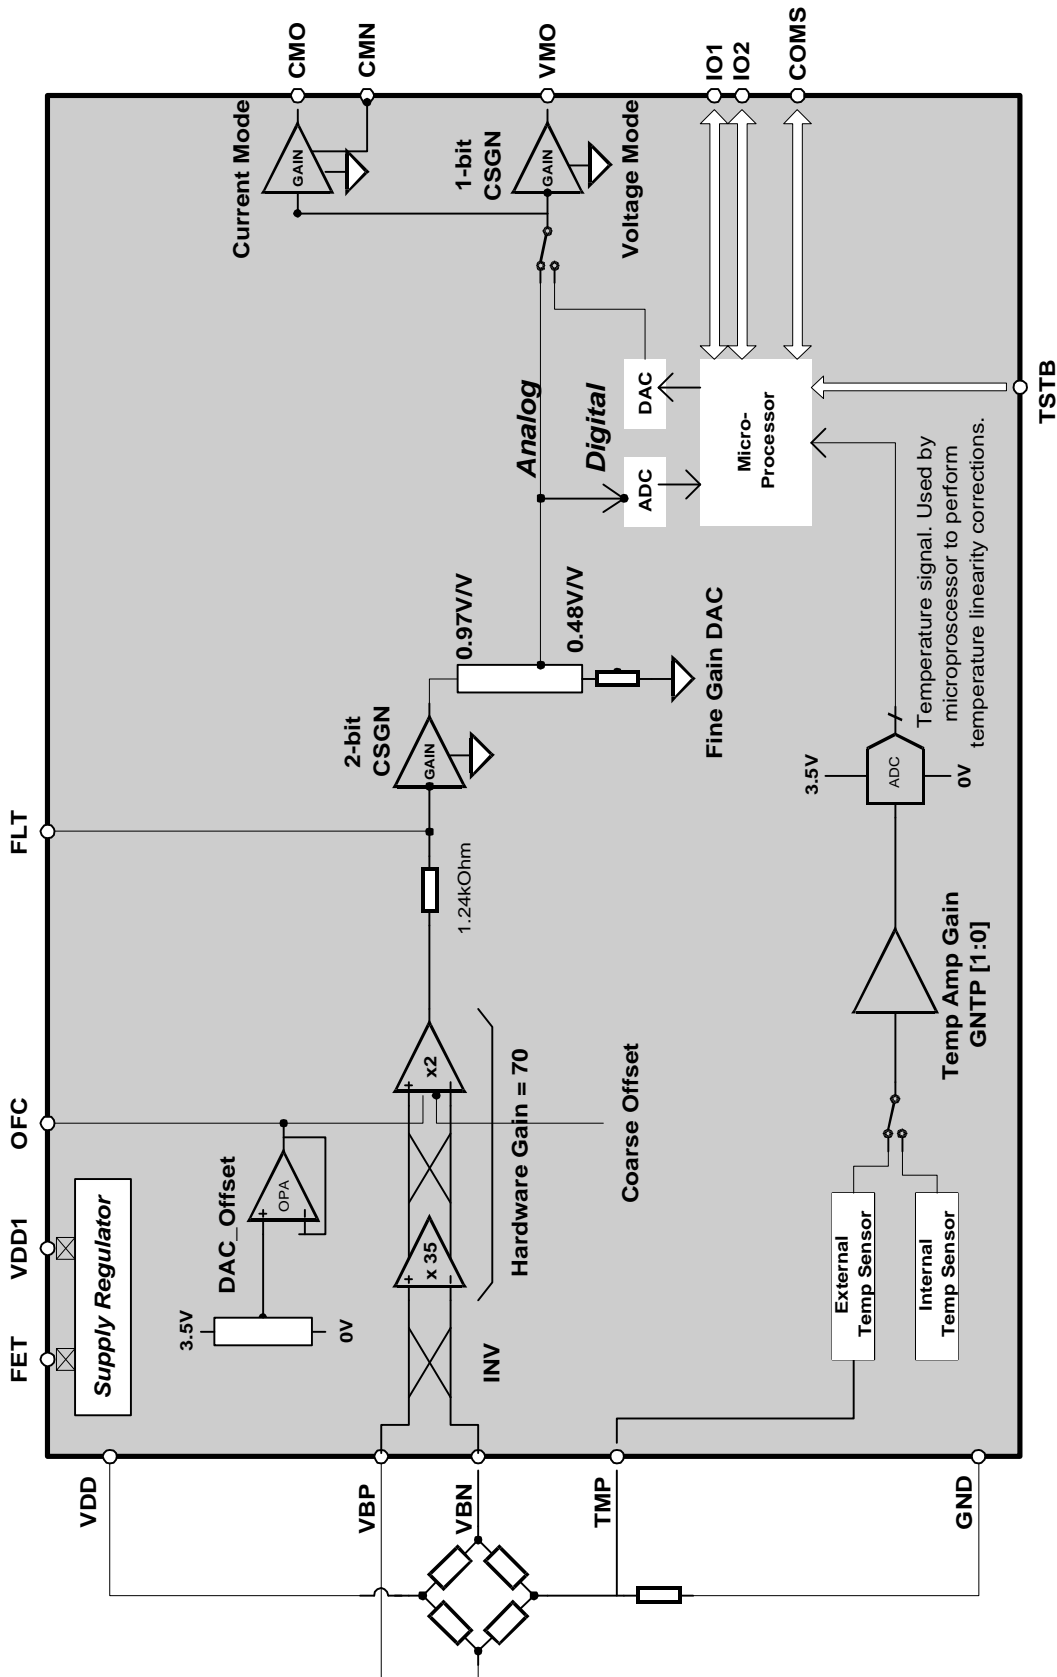 FET
VDD1
OFC
FLT
Supply Regulator
3.5V
0V
DAC_Offset
+
–
OPA
VDD
VBP
VBN
TMP
GND
INV
+
–
x 35
+
–
x2
Hardware Gain = 70
Coarse Offset
1.24kOhm
2-bit
CSGN
GAIN
0.97V/V
0.48V/V
Fine Gain DAC
Analog
Digital
ADC
DAC
Micro-
Processor
Current Mode
GAIN
1-bit
CSGN
GAIN
Voltage Mode
CMO
CMN
VMO
IO1
IO2
COMS
External
Temp Sensor
Internal
Temp Sensor
Temp Amp Gain
GNTP [1:0]
3.5V
ADC
0V
Temperature signal. Used by
microproscessor to perform
temperature linearity corrections.
TSTB